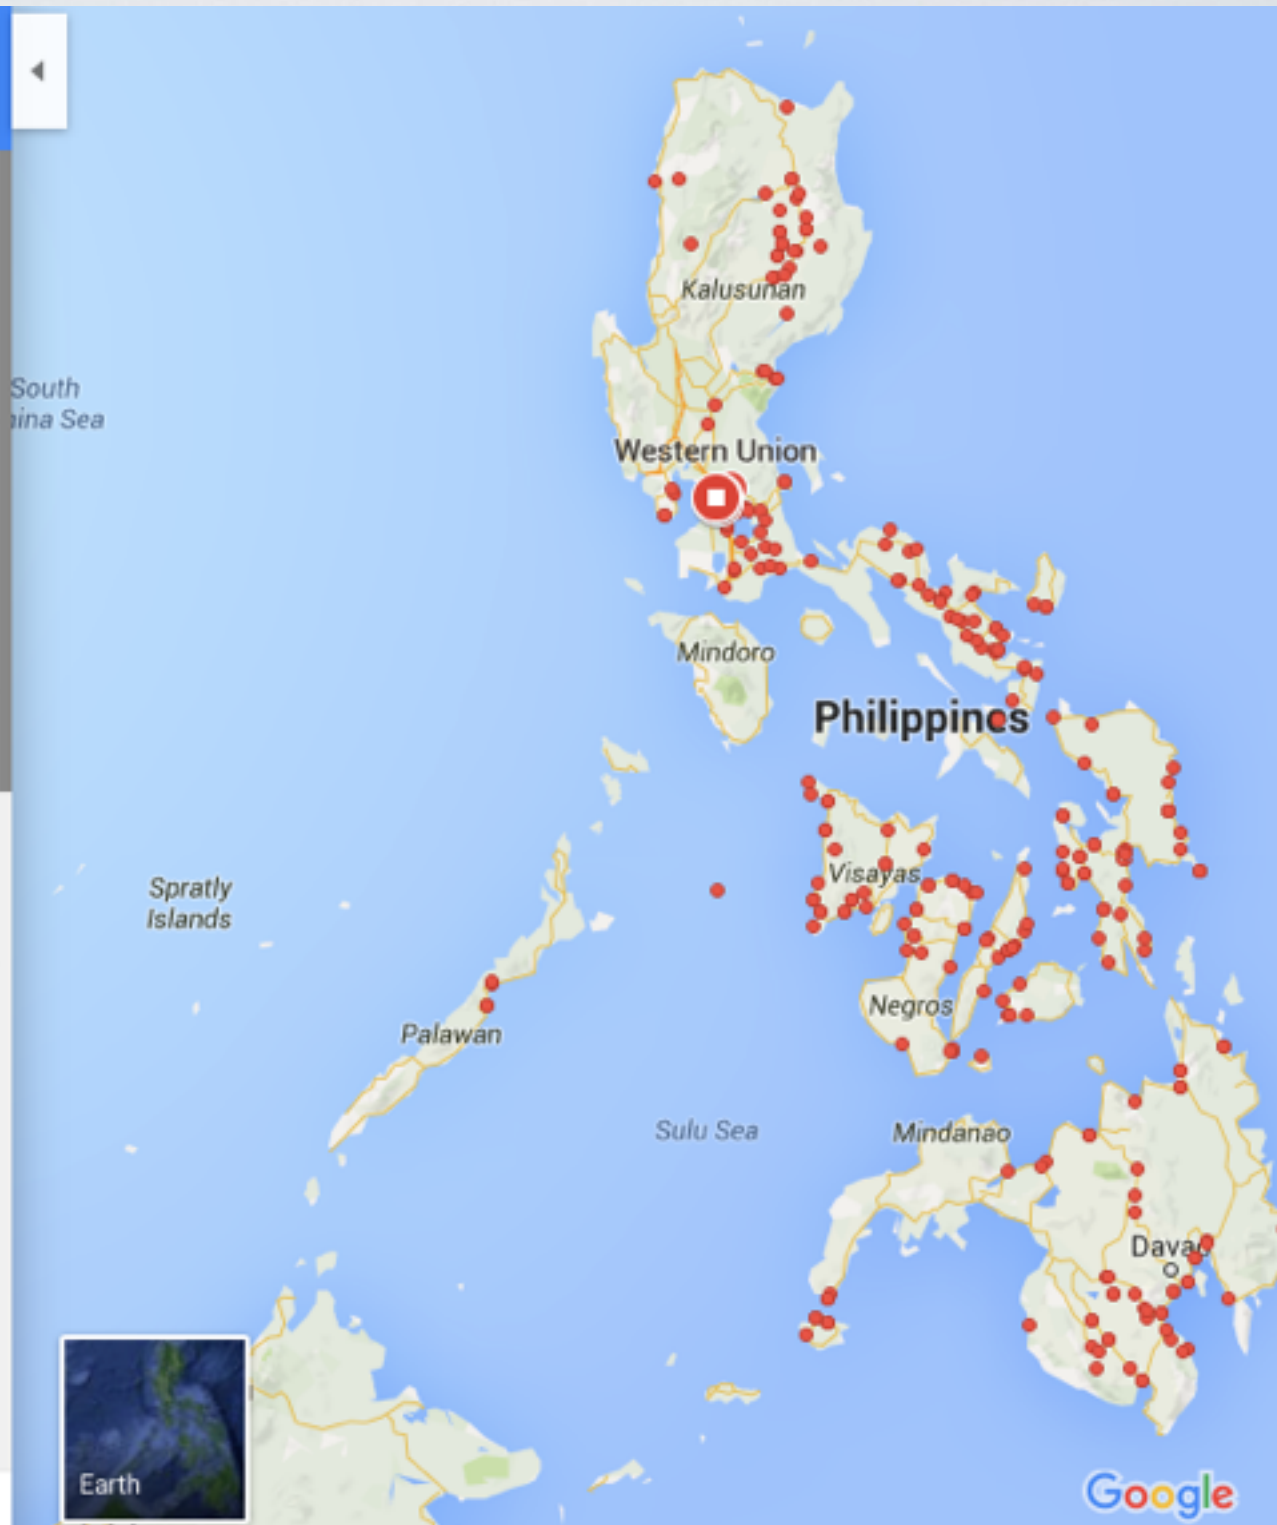 Kalusunan
South
ina Sea
Western Union
Mindoro
Philippines
Visayas
Spratly
Islands
Negros
Palawan
Sulu Sea
Mindanao
Davao
Earth
Google